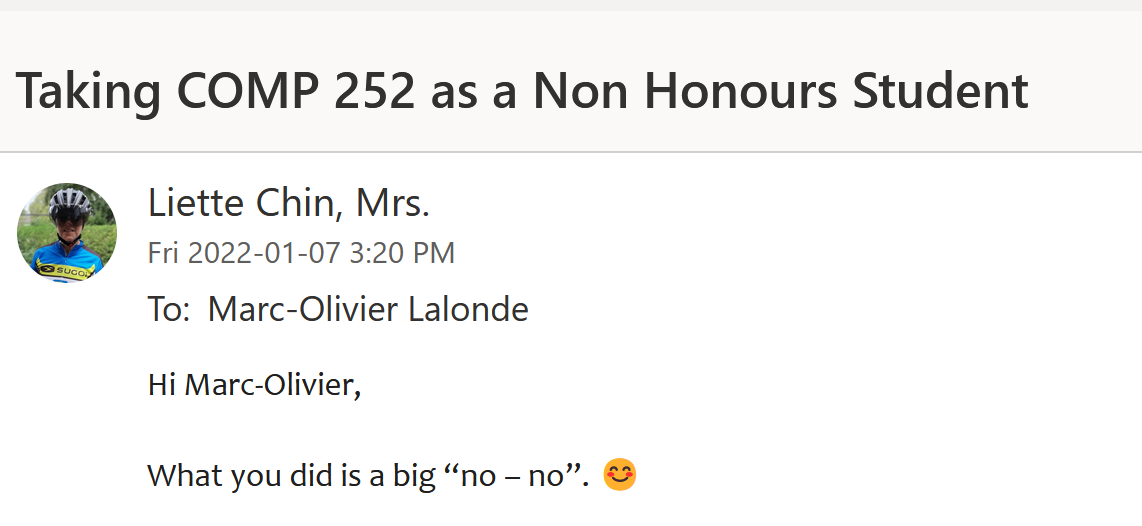 Taking COMP 252 as a Non Honours Student
Liette Chin, Mrs.
Fri 2022-01-07 3:20 PM
SUGOI
To: Marc-Olivier Lalonde
Hi Marc-Olivier,
What you did is a big “no – no”. 😊